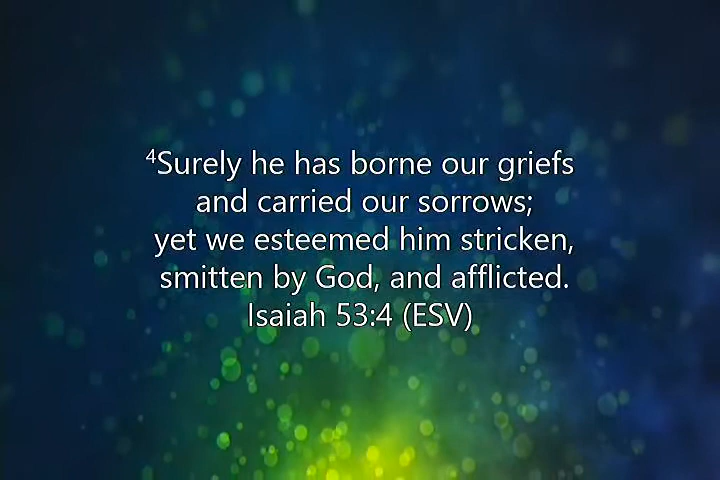 ⁴Surely he has borne our griefs
and carried our sorrows;
yet we esteemed him stricken,
smitten by God, and afflicted.
Isaiah 53:4 (ESV)